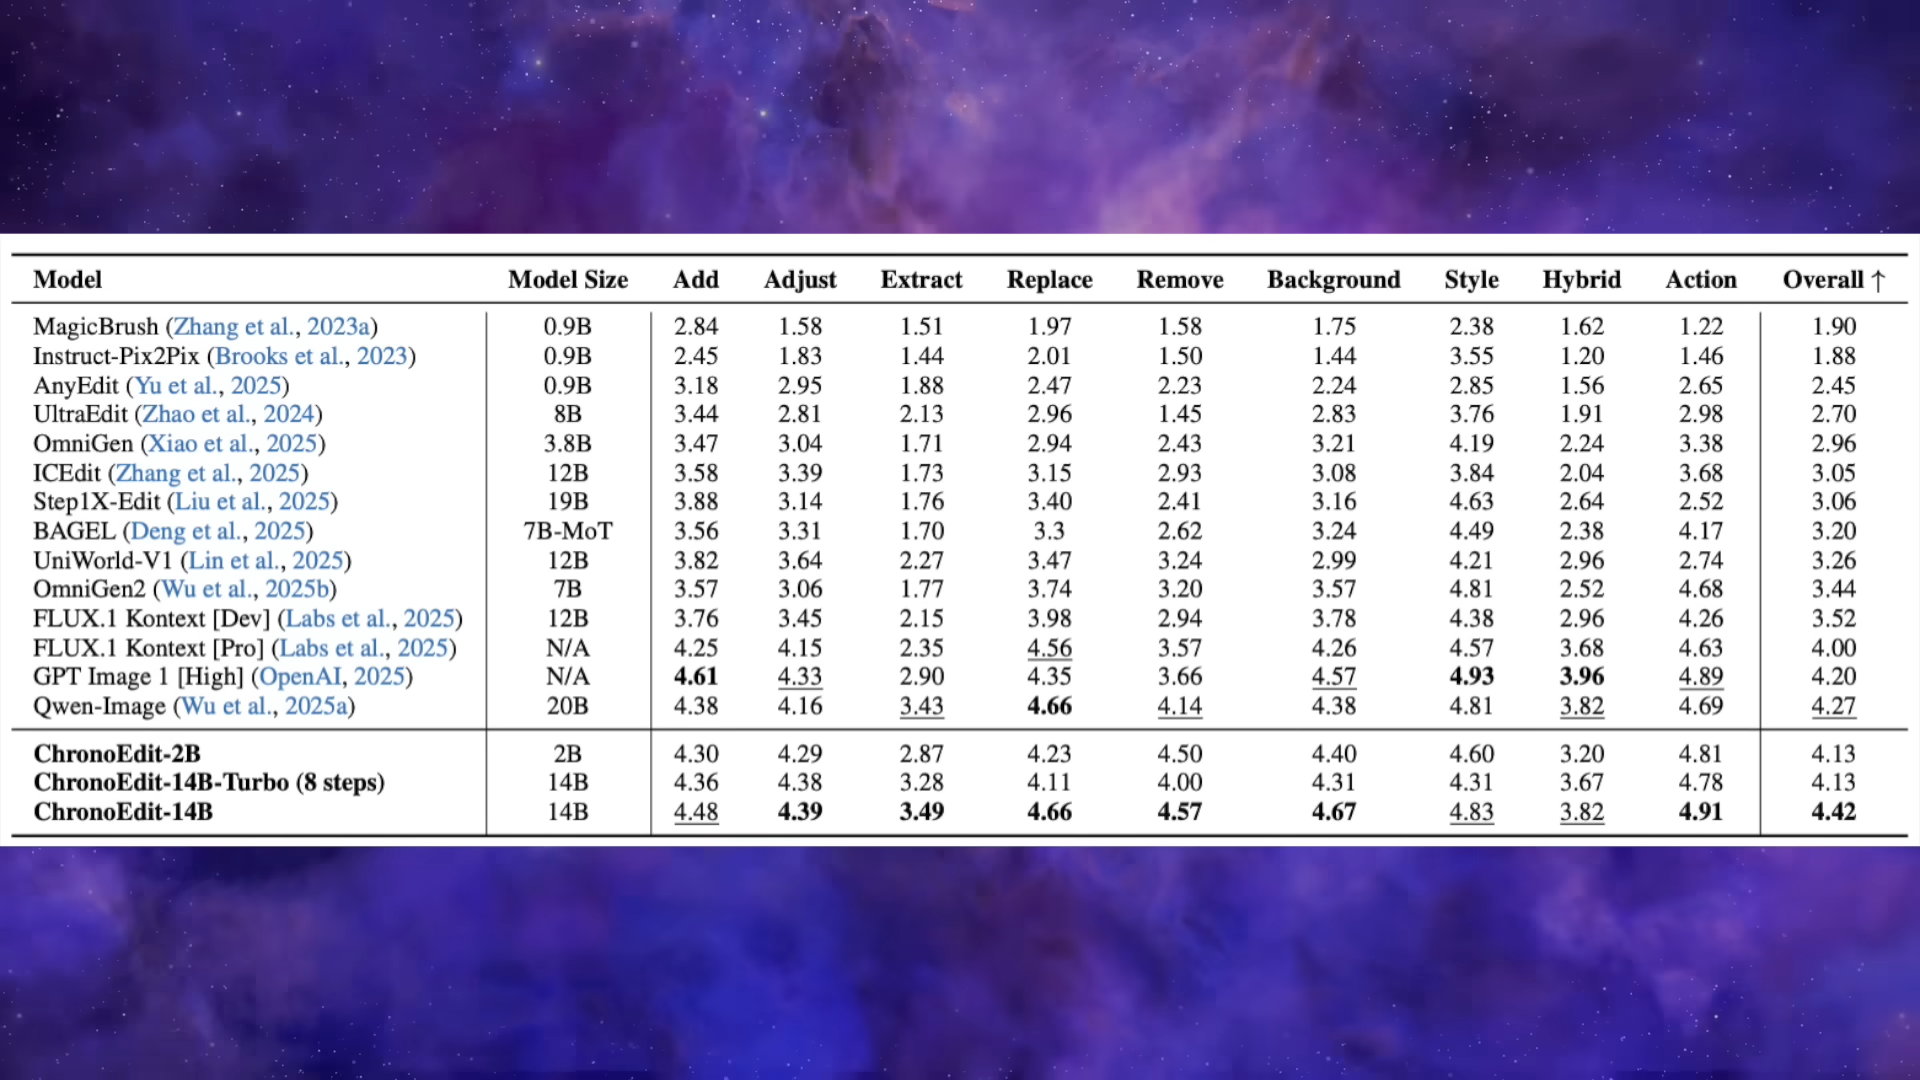 Model Model Size Add Adjust Extract Replace Remove Background Style Hybrid Action Overall ↑
MagicBrush (Zhang et al., 2023a) 0.9B 2.84 1.58 1.51 1.97 1.58 1.75 2.38 1.62 1.22 1.90
Instruct-Pix2Pix (Brooks et al., 2023) 0.9B 2.45 1.83 1.44 2.01 1.50 1.44 3.55 1.20 1.46 1.88
AnyEdit (Yu et al., 2025) 0.9B 3.18 2.95 1.88 2.47 2.23 2.24 2.85 1.56 2.65 2.45
UltraEdit (Zhao et al., 2024) 8B 3.44 2.81 2.13 2.96 1.45 2.83 3.76 1.91 2.98 2.70
OmniGen (Xiao et al., 2025) 3.8B 3.47 3.04 1.71 2.94 2.43 3.21 4.19 2.24 3.38 2.96
ICEdit (Zhang et al., 2025) 12B 3.58 3.39 1.73 3.15 2.93 3.08 3.84 2.04 3.68 3.05
Step1X-Edit (Liu et al., 2025) 19B 3.88 3.14 1.76 3.40 2.41 3.16 4.63 2.64 2.52 3.06
BAGEL (Deng et al., 2025) 7B-MoT 3.56 3.31 1.70 3.3 2.62 3.24 4.49 2.38 4.17 3.20
UniWorld-V1 (Lin et al., 2025) 12B 3.82 3.64 2.27 3.47 3.24 2.99 4.21 2.96 2.74 3.26
OmniGen2 (Wu et al., 2025b) 7B 3.57 3.06 1.77 3.74 3.20 3.57 4.81 2.52 4.68 3.44
FLUX.1 Kontext [Dev] (Labs et al., 2025) 12B 3.76 3.45 2.15 3.98 2.94 3.78 4.38 2.96 4.26 3.52
FLUX.1 Kontext [Pro] (Labs et al., 2025) N/A 4.25 4.15 2.35 4.56 3.57 4.26 4.57 3.68 4.63 4.00
GPT Image 1 [High] (OpenAI, 2025) N/A 4.61 4.33 2.90 4.35 3.66 4.57 4.93 3.96 4.89 4.20
Qwen-Image (Wu et al., 2025a) 20B 4.38 4.16 3.43 4.66 4.14 4.38 4.81 3.82 4.69 4.27
ChronoEdit-2B 2B 4.30 4.29 2.87 4.23 4.50 4.40 4.60 3.20 4.81 4.13
ChronoEdit-14B-Turbo (8 steps) 14B 4.36 4.38 3.28 4.11 4.00 4.31 4.31 3.67 4.78 4.13
ChronoEdit-14B 14B 4.48 4.39 3.49 4.66 4.57 4.67 4.83 3.82 4.91 4.42